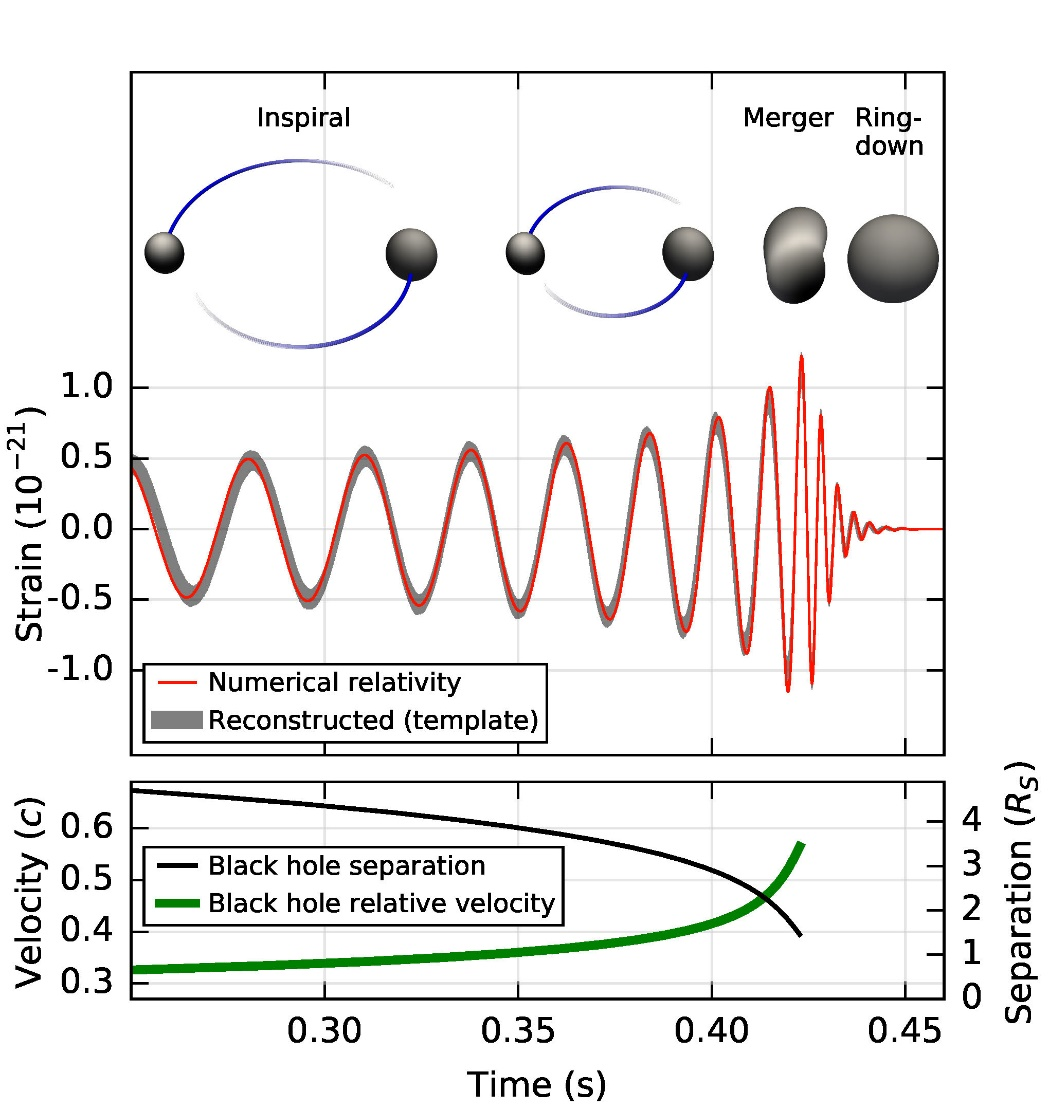 Inspiral
Merger
Ring-
down
1.0
0.5
0.0
-0.5
-1.0
Strain (10⁻²¹)
Numerical relativity
Reconstructed (template)
Velocity (c)
0.6
0.5
0.4
0.3
Black hole separation
Black hole relative velocity
4
3
2
1
0
Separation (R_S)
0.30 0.35 0.40 0.45
Time (s)